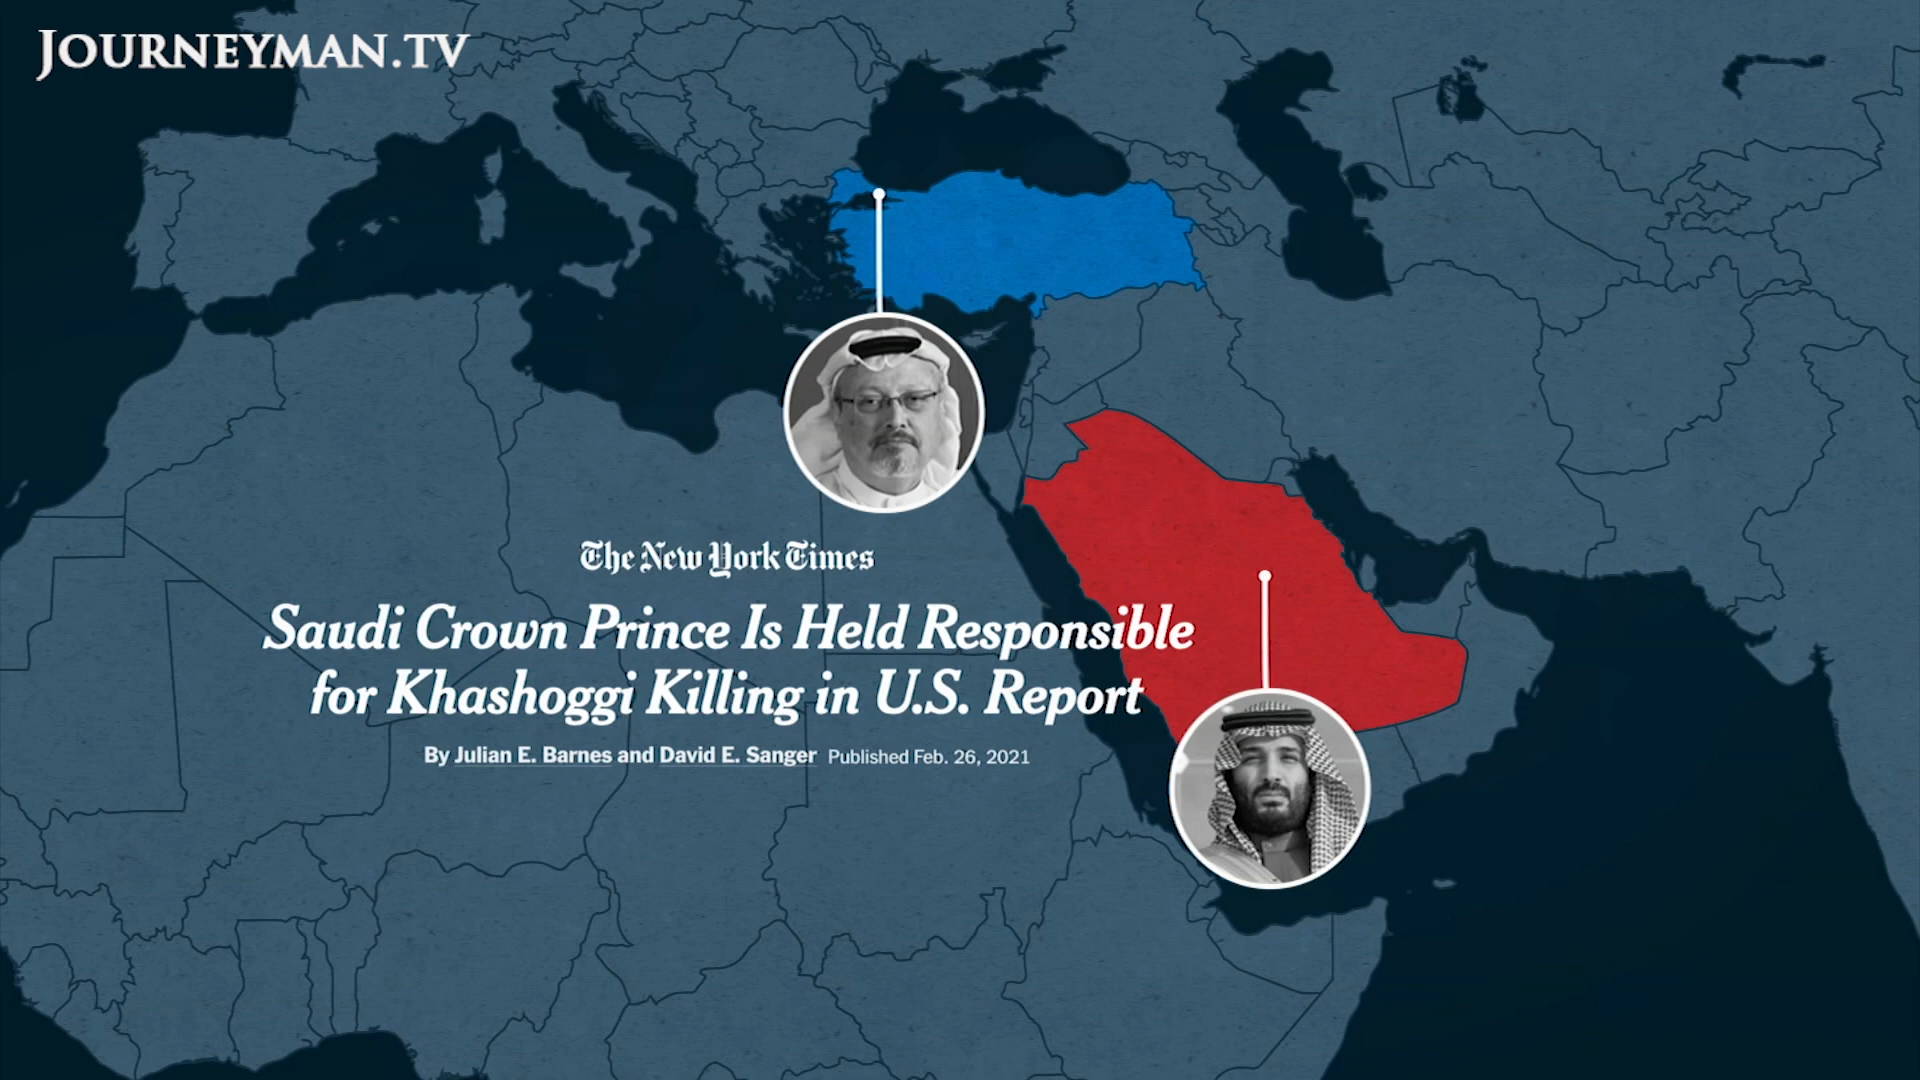 JOURNEYMAN.TV
The New York Times
Saudi Crown Prince Is Held Responsible
for Khashoggi Killing in U.S. Report
By Julian E. Barnes and David E. Sanger Published Feb. 26, 2021